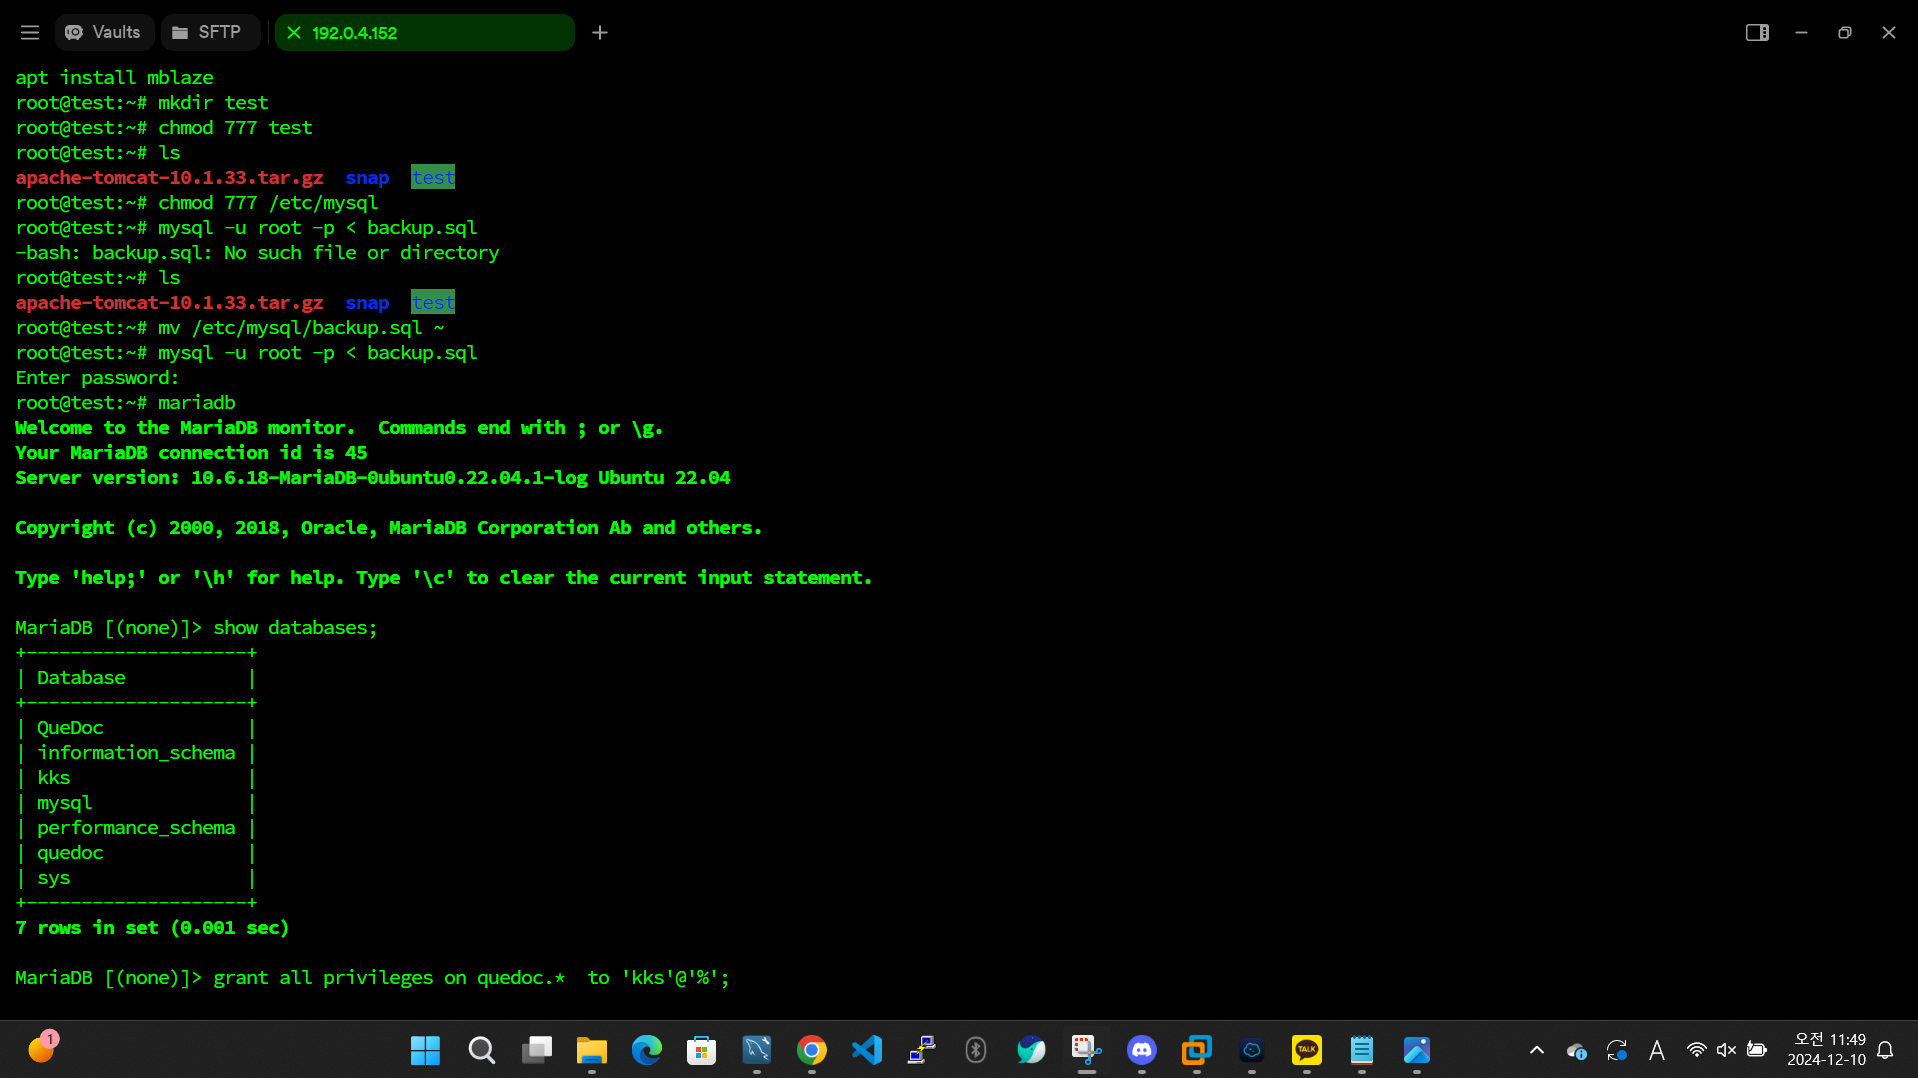 Vaults
SFTP
192.0.4.152
apt install mblaze
root@test:~# mkdir test
root@test:~# chmod 777 test
root@test:~# ls
apache-tomcat-10.1.33.tar.gz  snap  test
root@test:~# chmod 777 /etc/mysql
root@test:~# mysql -u root -p < backup.sql
-bash: backup.sql: No such file or directory
root@test:~# ls
apache-tomcat-10.1.33.tar.gz  snap  test
root@test:~# mv /etc/mysql/backup.sql ~
root@test:~# mysql -u root -p < backup.sql
Enter password:
root@test:~# mariadb
Welcome to the MariaDB monitor.  Commands end with ; or \g.
Your MariaDB connection id is 45
Server version: 10.6.18-MariaDB-0ubuntu0.22.04.1-log Ubuntu 22.04
Copyright (c) 2000, 2018, Oracle, MariaDB Corporation Ab and others.
Type 'help;' or '\h' for help. Type '\c' to clear the current input statement.
MariaDB [(none)]> show databases;
+--------------------+
| Database           |
+--------------------+
| QueDoc             |
| information_schema |
| kks                |
| mysql              |
| performance_schema |
| quedoc             |
| sys                |
+--------------------+
7 rows in set (0.001 sec)
MariaDB [(none)]> grant all privileges on quedoc.*  to 'kks'@'%';
1
TALK
A
오전 11:49
2024-12-10